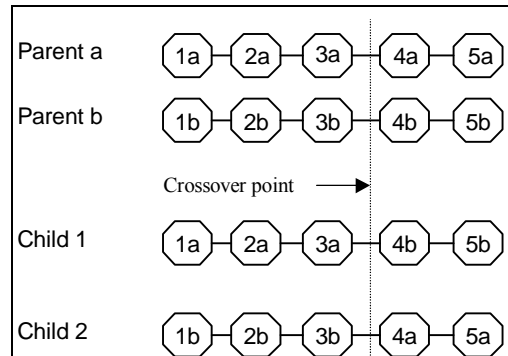 Parent a 1a 2a 3a 4a 5a
Parent b 1b 2b 3b 4b 5b
Crossover point
Child 1 1a 2a 3a 4b 5b
Child 2 1b 2b 3b 4a 5a